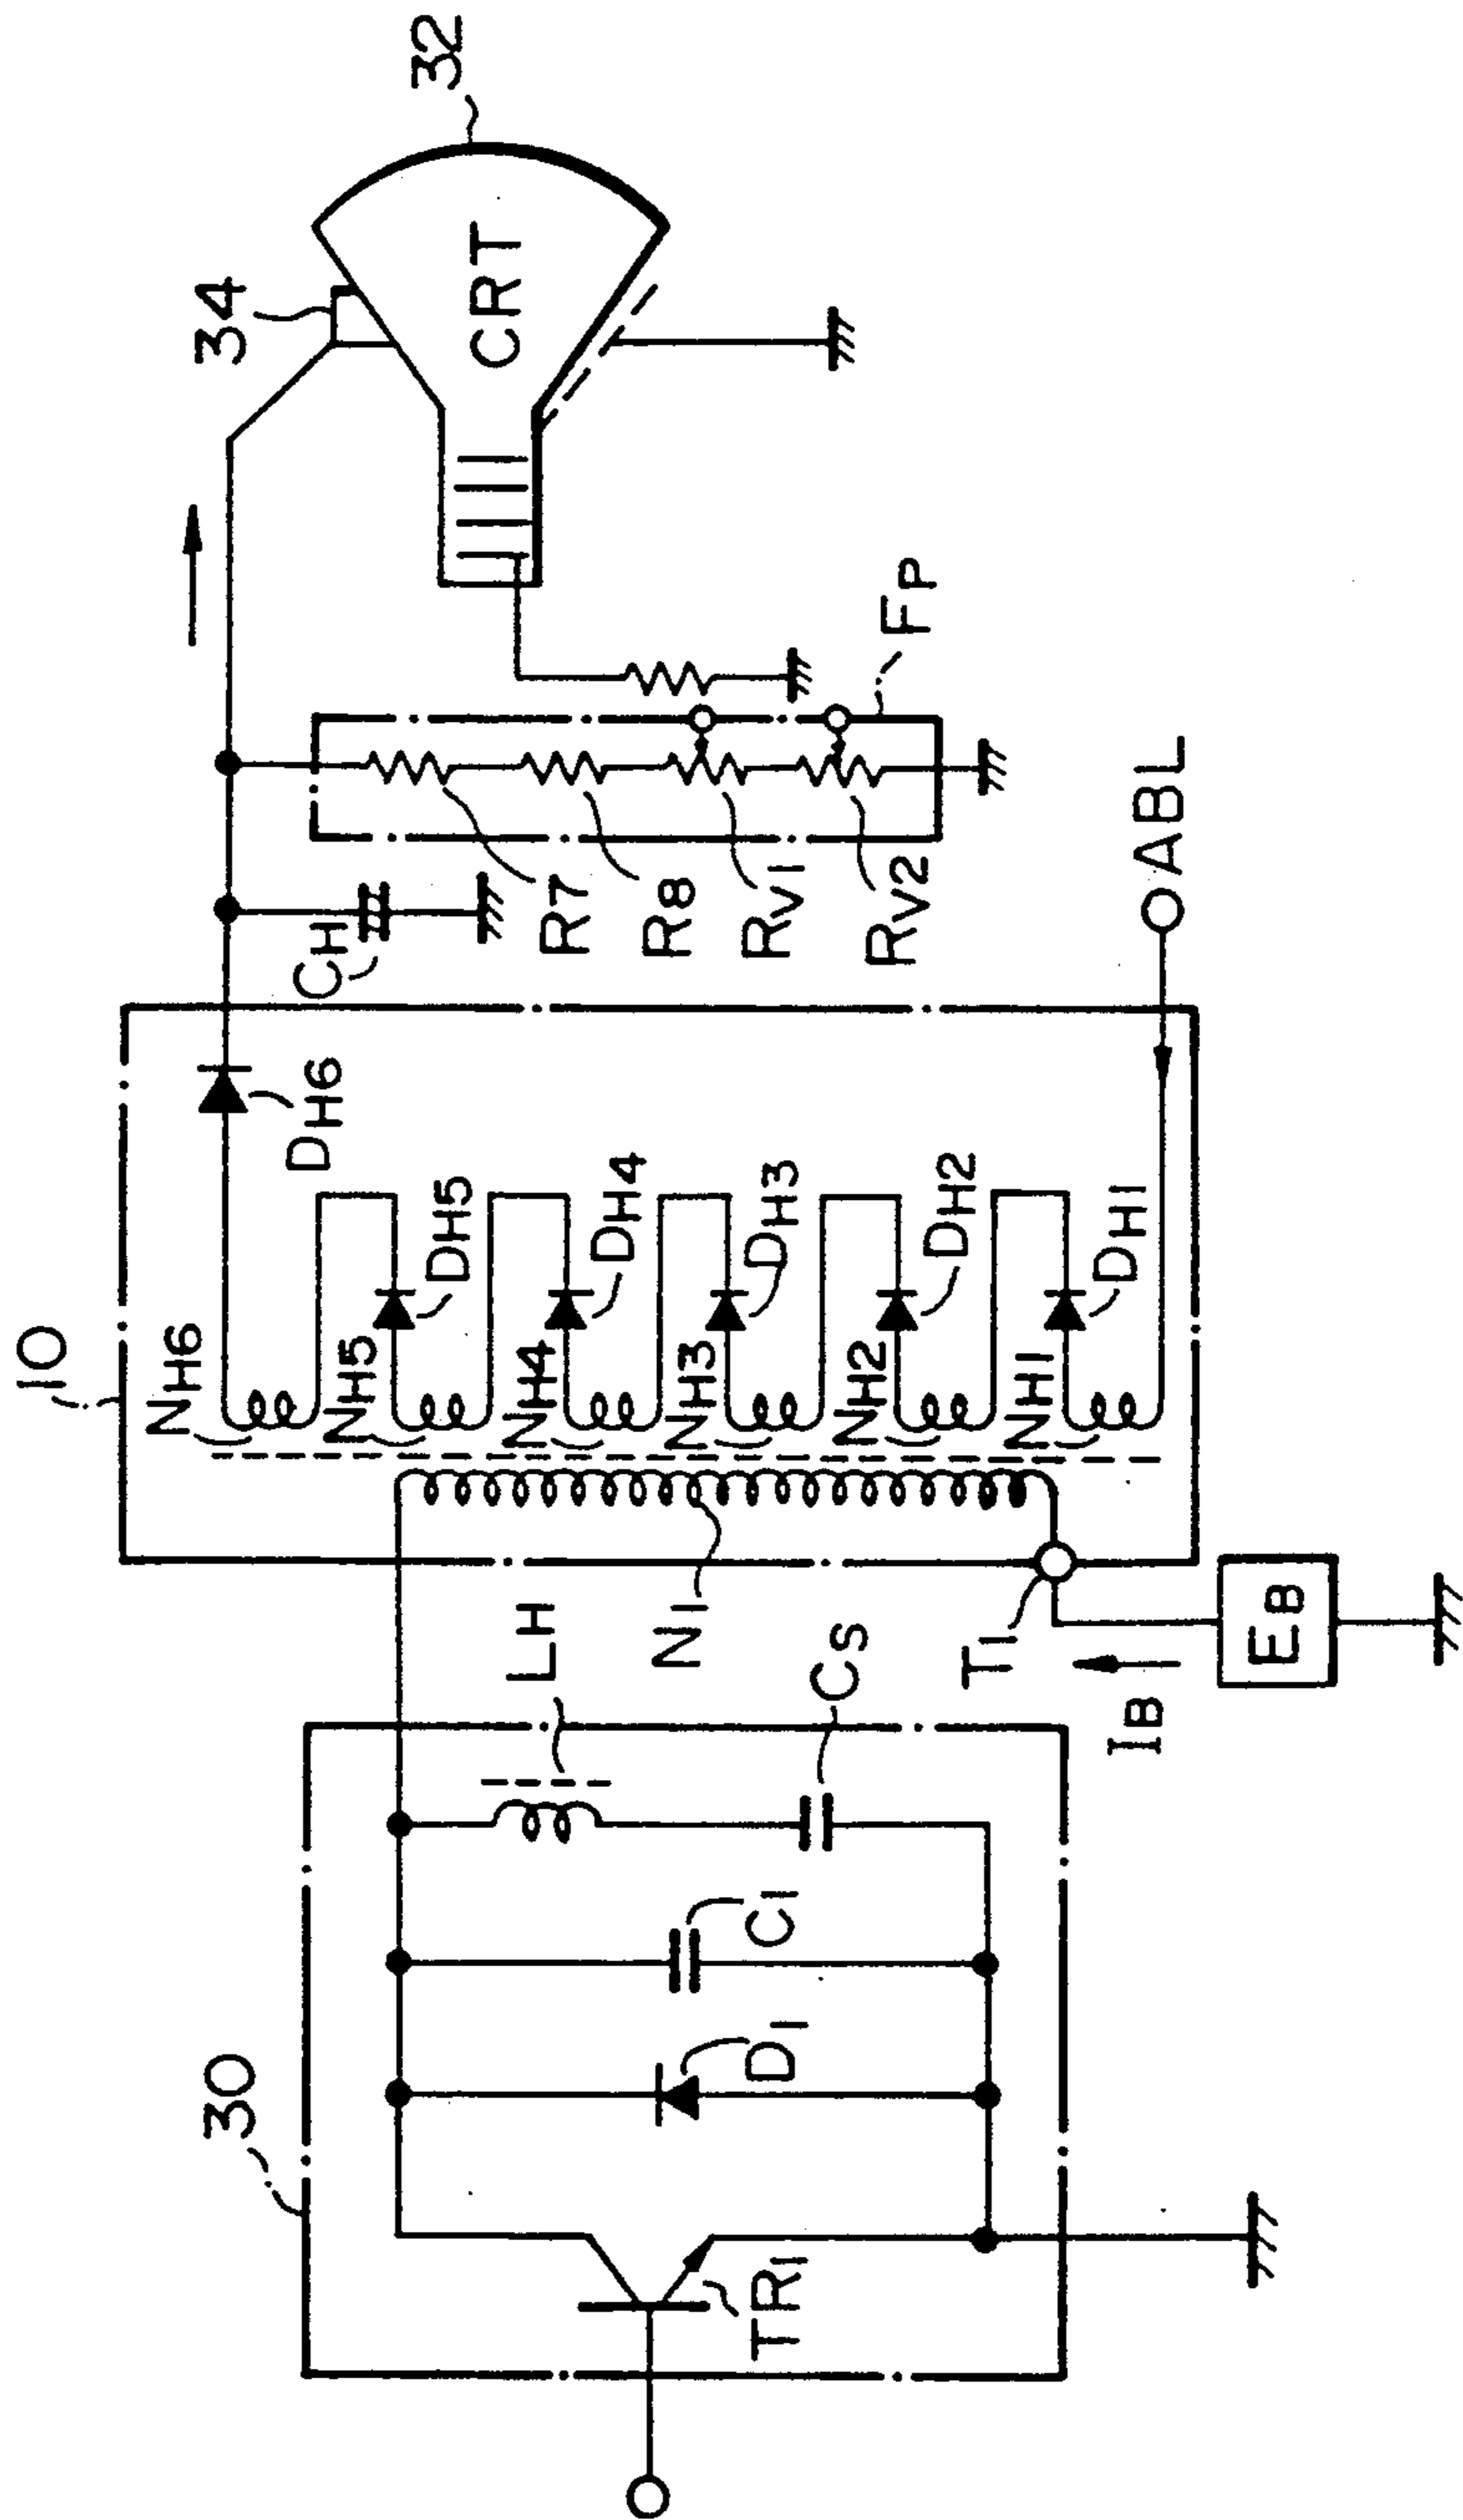 30
TR1
D1
C1
LH
CS
N1
T1
IB
EB
10
NH6
NH5
NH4
NH3
NH2
NH1
DH6
DH5
DH4
DH3
DH2
DH1
CH
R7
R8
RV1
RV2
FP
ABL
34
CRT
32